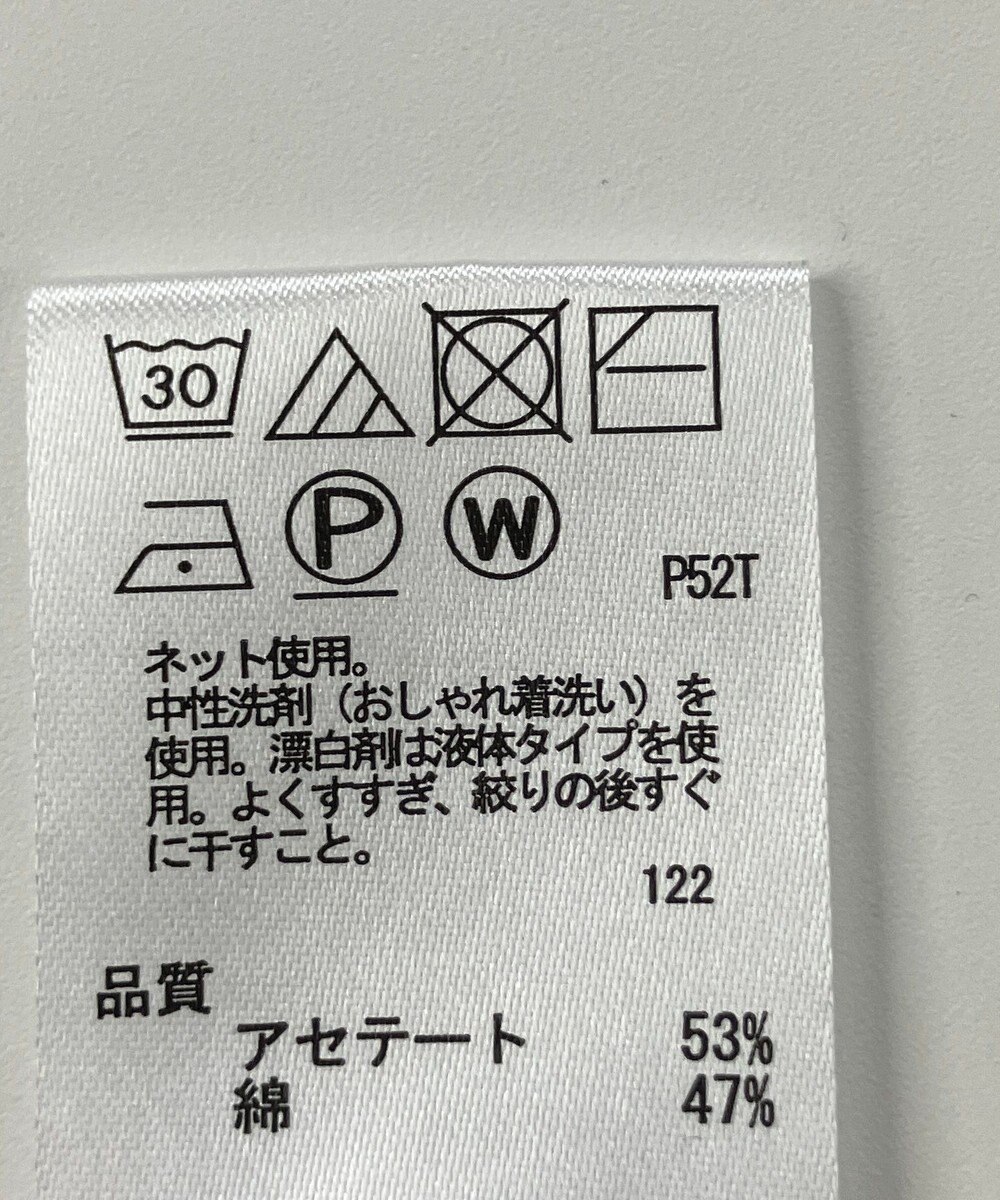 30
P W
P52T
ネット使用。
中性洗剤（おしゃれ着洗い）を
使用。漂白剤は液体タイプを使
用。よくすすぎ、絞りの後すぐ
に干すこと。
122
品質
アセテート 53%
綿 47%